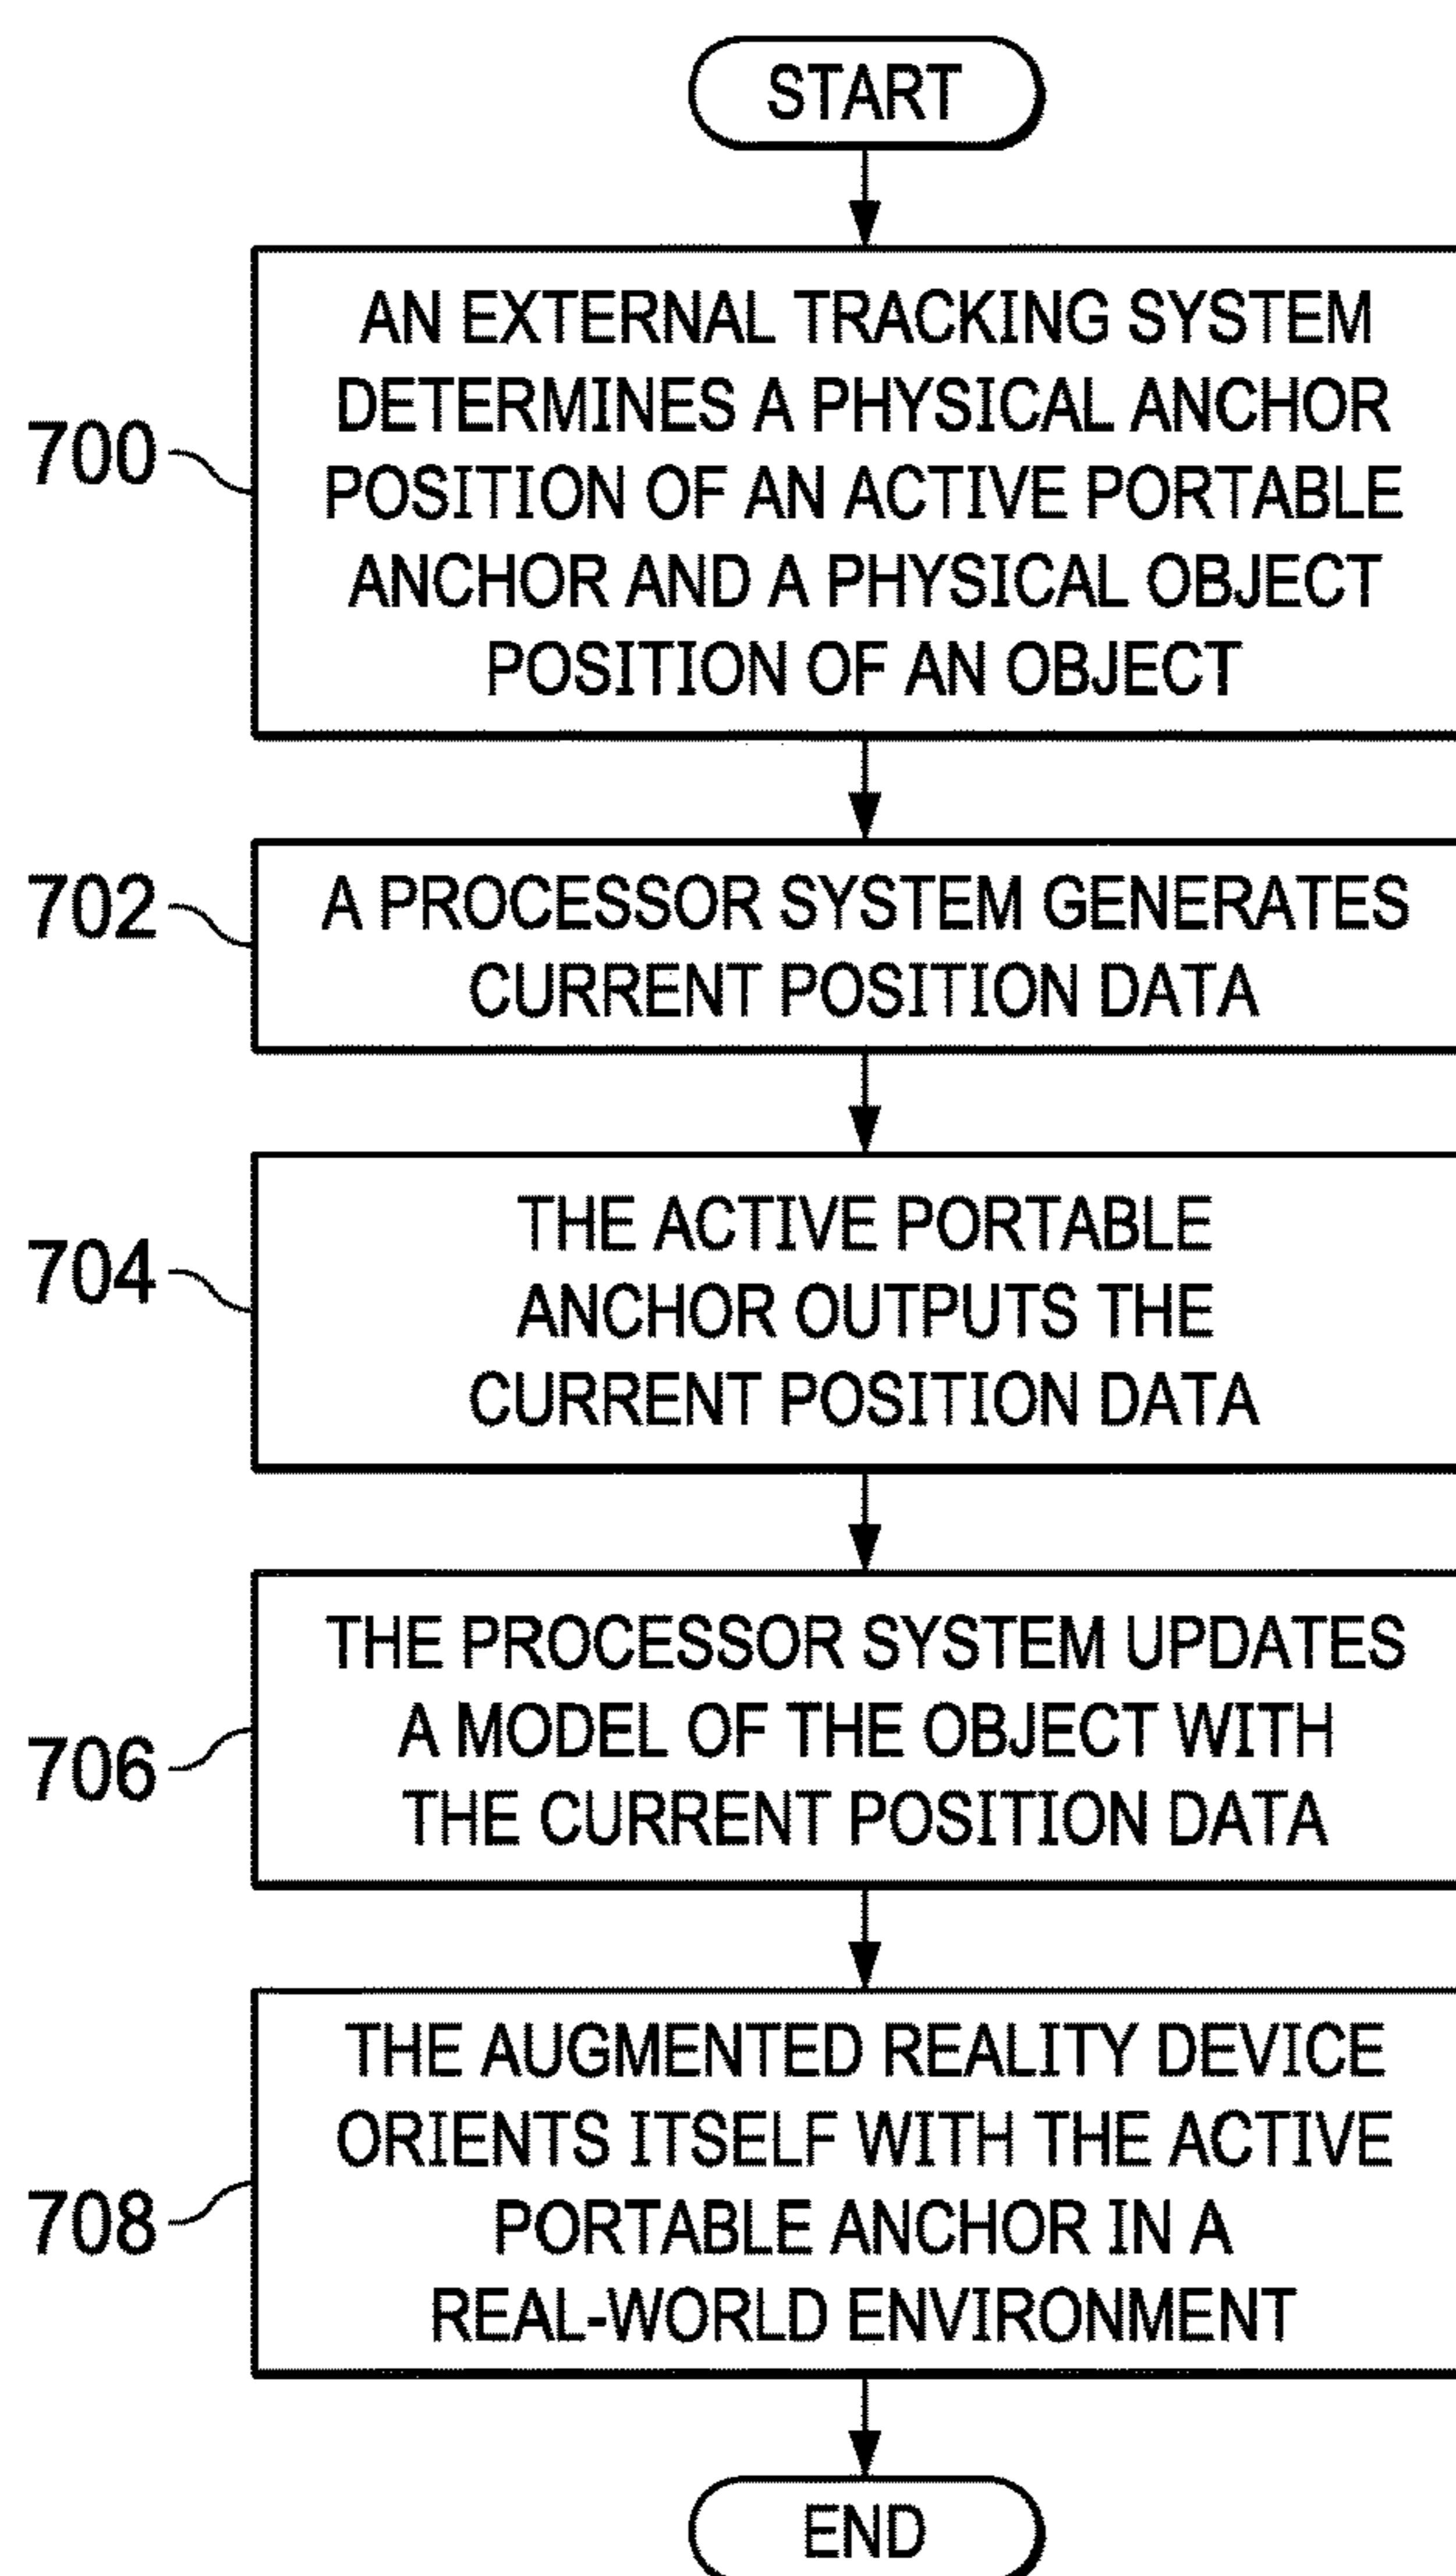 START
AN EXTERNAL TRACKING SYSTEM
DETERMINES A PHYSICAL ANCHOR
POSITION OF AN ACTIVE PORTABLE
ANCHOR AND A PHYSICAL OBJECT
POSITION OF AN OBJECT
700
A PROCESSOR SYSTEM GENERATES
CURRENT POSITION DATA
702
THE ACTIVE PORTABLE
ANCHOR OUTPUTS THE
CURRENT POSITION DATA
704
THE PROCESSOR SYSTEM UPDATES
A MODEL OF THE OBJECT WITH
THE CURRENT POSITION DATA
706
THE AUGMENTED REALITY DEVICE
ORIENTS ITSELF WITH THE ACTIVE
PORTABLE ANCHOR IN A
REAL-WORLD ENVIRONMENT
708
END